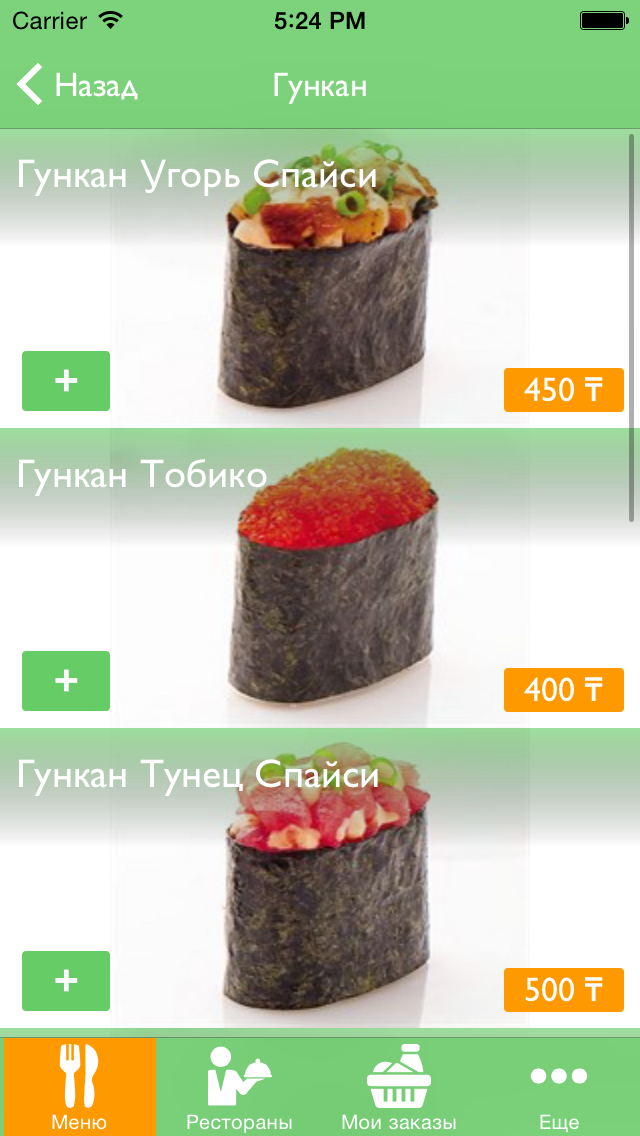 Carrier 5:24 PM
Назад Гункан
Гункан Угорь Спайси
+ 450 ₸
Гункан Тобико
+ 400 ₸
Гункан Тунец Спайси
+ 500 ₸
Меню Рестораны Мои заказы Еще